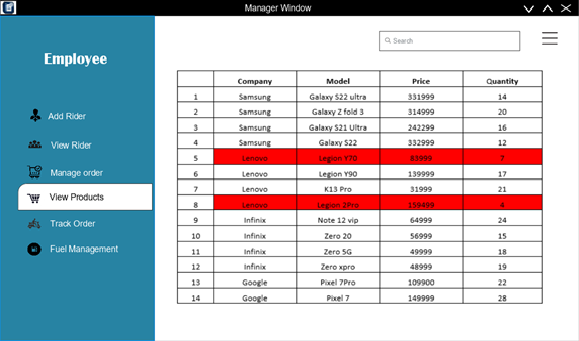 Manager Window
Employee
Search
Add Rider
View Rider
Manage order
View Products
Track Order
Fuel Management
Company Model Price Quantity
1 Samsung Galaxy S22 ultra 331999 14
2 Samsung Galaxy Z fold 3 314999 20
3 Samsung Galaxy S21 Ultra 242299 16
4 Samsung Galaxy S22 332999 12
5 Lenovo Legion Y70 83999 7
6 Lenovo Legion Y90 139999 17
7 Lenovo K13 Pro 31999 21
8 Lenovo Legion 2Pro 159499 4
9 Infinix Note 12 vip 64999 24
10 Infinix Zero 20 56999 15
11 Infinix Zero 5G 49999 18
12 Infinix Zero xpro 48999 19
13 Google Pixel 7Pro 109900 22
14 Google Pixel 7 149999 28